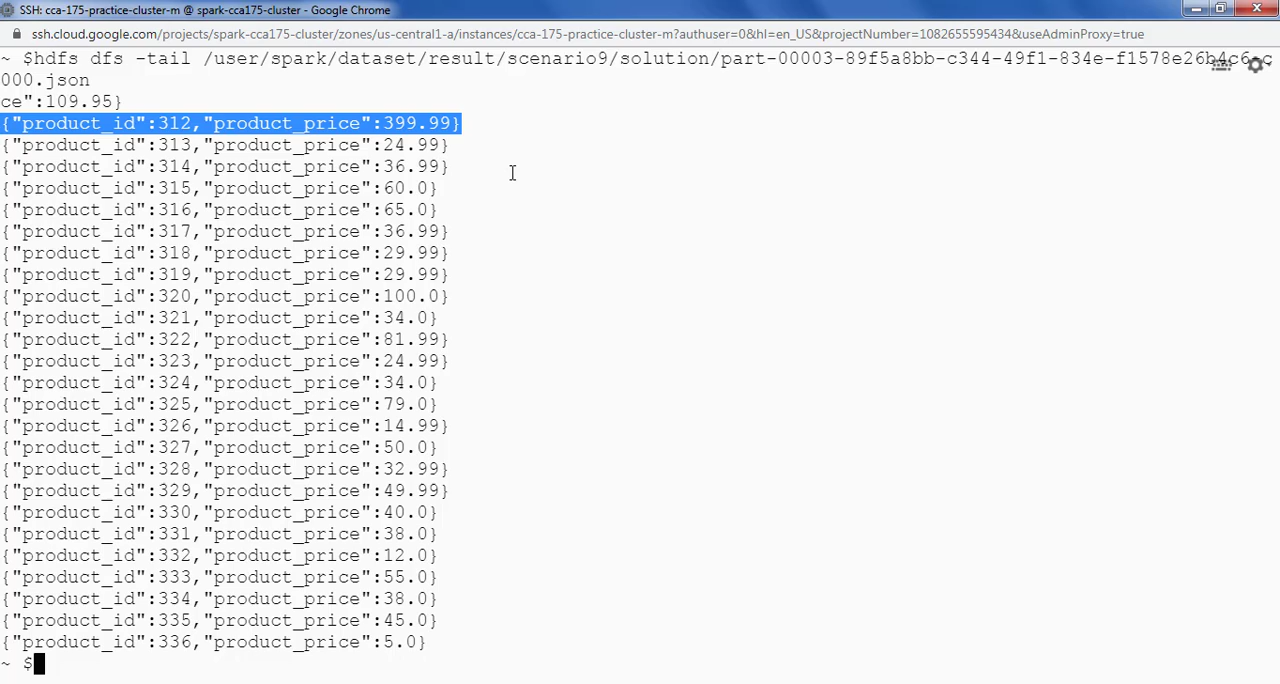 SSH: cca-175-practice-cluster-m @ spark-cca175-cluster - Google Chrome
ssh.cloud.google.com/projects/spark-cca175-cluster/zones/us-central1-a/instances/cca-175-practice-cluster-m?authuser=0&hl=en_US&projectNumber=1082655595434&useAdminProxy=true
~ $hdfs dfs -tail /user/spark/dataset/result/scenario9/solution/part-00003-89f5a8bb-c344-49f1-834e-f1578e26b4c6-c
000.json
ce":109.95}
{"product_id":312,"product_price":399.99}
{"product_id":313,"product_price":24.99}
{"product_id":314,"product_price":36.99}
{"product_id":315,"product_price":60.0}
{"product_id":316,"product_price":65.0}
{"product_id":317,"product_price":36.99}
{"product_id":318,"product_price":29.99}
{"product_id":319,"product_price":29.99}
{"product_id":320,"product_price":100.0}
{"product_id":321,"product_price":34.0}
{"product_id":322,"product_price":81.99}
{"product_id":323,"product_price":24.99}
{"product_id":324,"product_price":34.0}
{"product_id":325,"product_price":79.0}
{"product_id":326,"product_price":14.99}
{"product_id":327,"product_price":50.0}
{"product_id":328,"product_price":32.99}
{"product_id":329,"product_price":49.99}
{"product_id":330,"product_price":40.0}
{"product_id":331,"product_price":38.0}
{"product_id":332,"product_price":12.0}
{"product_id":333,"product_price":55.0}
{"product_id":334,"product_price":38.0}
{"product_id":335,"product_price":45.0}
{"product_id":336,"product_price":5.0}
~ $